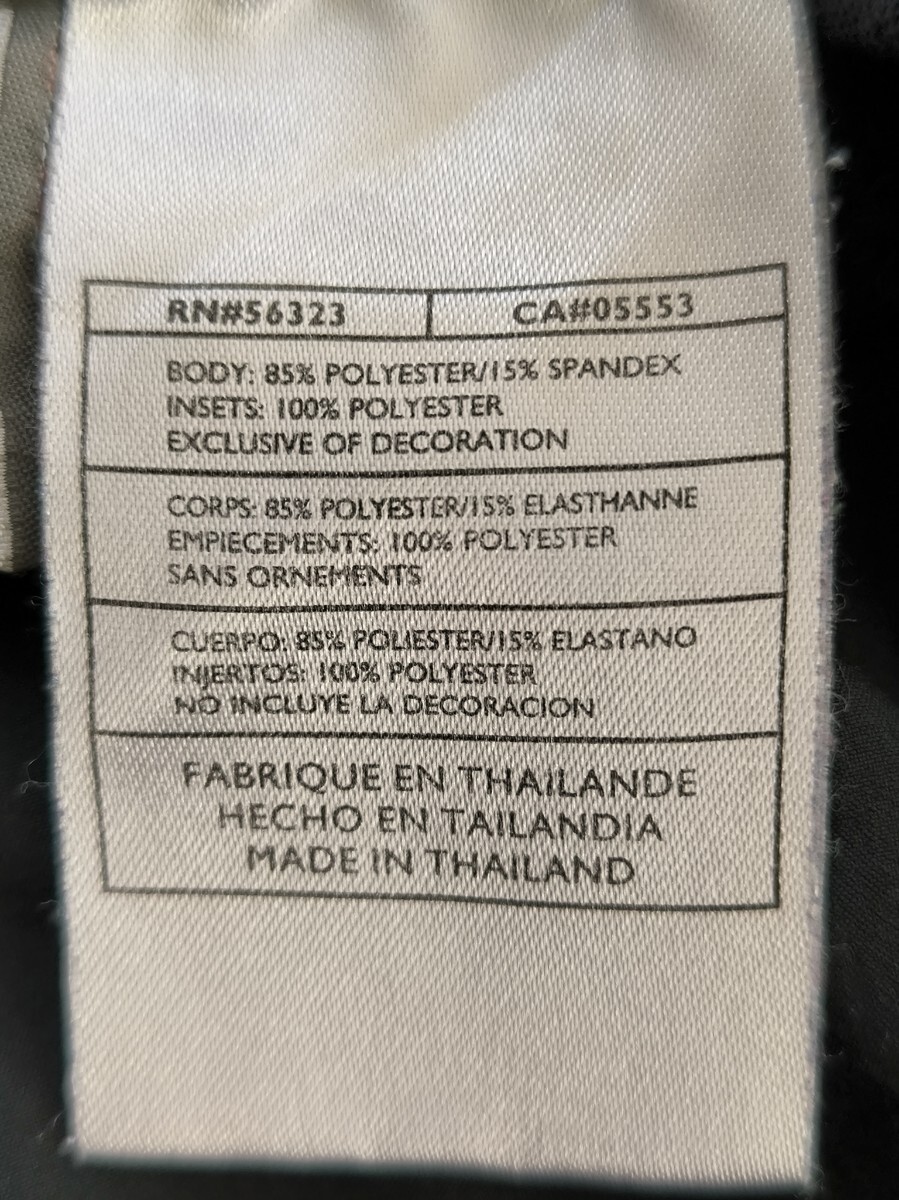 RN#56323 CA#05553
BODY: 85% POLYESTER/15% SPANDEX
INSETS: 100% POLYESTER
EXCLUSIVE OF DECORATION
CORPS: 85% POLYESTER/15% ELASTHANNE
EMPIECEMENTS: 100% POLYESTER
SANS ORNEMENTS
CUERPO: 85% POLIESTER/15% ELASTANO
INJERTOS: 100% POLYESTER
NO INCLUYE LA DECORACION
FABRIQUE EN THAILANDE
HECHO EN TAILANDIA
MADE IN THAILAND